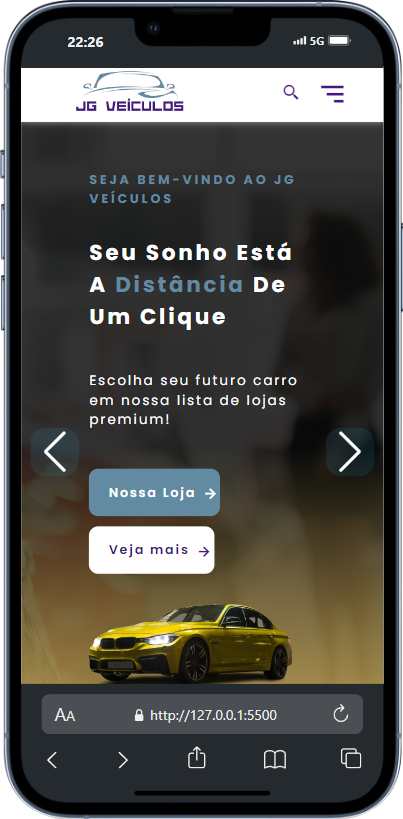 22:26
5G
JG VEÍCULOS
SEJA BEM-VINDO AO JG
VEÍCULOS
Seu Sonho Está
A Distância De
Um Clique
Escolha seu futuro carro
em nossa lista de lojas
premium!
Nossa Loja →
Veja mais →
AA
http://127.0.0.1:5500